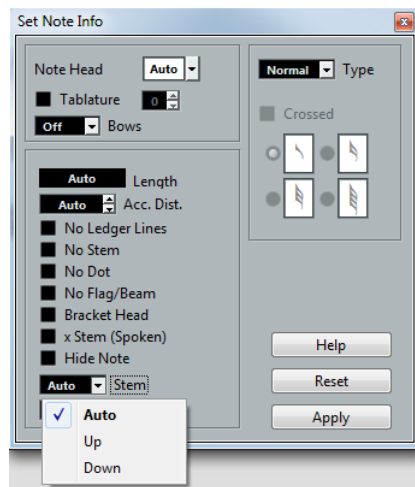 Set Note Info
Note Head Auto
Tablature 0
Off Bows
Auto Length
Auto Acc. Dist.
No Ledger Lines
No Stem
No Dot
No Flag/Beam
Bracket Head
x Stem (Spoken)
Hide Note
Auto Stem
Auto
Up
Down
Normal Type
Crossed
Help
Reset
Apply